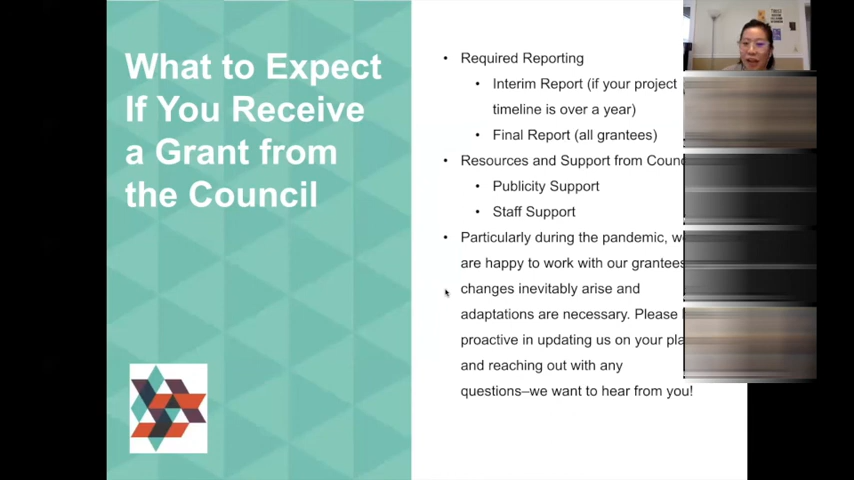 What to Expect
If You Receive
a Grant from
the Council
• Required Reporting
• Interim Report (if your project
timeline is over a year)
• Final Report (all grantees)
• Resources and Support from
• Publicity Support
• Staff Support
• Particularly during the pandemic,
are happy to work with our grantees
changes inevitably arise and
adaptations are necessary. Please
proactive in updating us on your
and reaching out with any
questions–we want to hear from you!